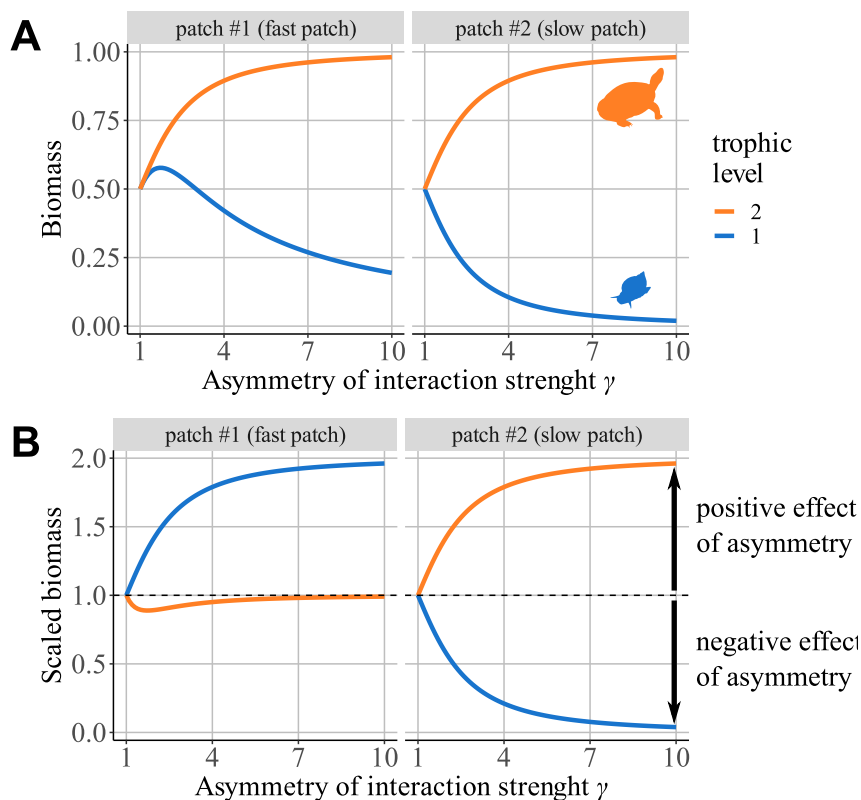 A
patch #1 (fast patch)
patch #2 (slow patch)
Biomass
1.00
0.75
0.50
0.25
0.00
1 4 7 10
1 4 7 10
Asymmetry of interaction strenght γ
trophic
level
2
1
B
patch #1 (fast patch)
patch #2 (slow patch)
Scaled biomass
2.0
1.5
1.0
0.5
0.0
1 4 7 10
1 4 7 10
Asymmetry of interaction strenght γ
positive effect
of asymmetry
negative effect
of asymmetry